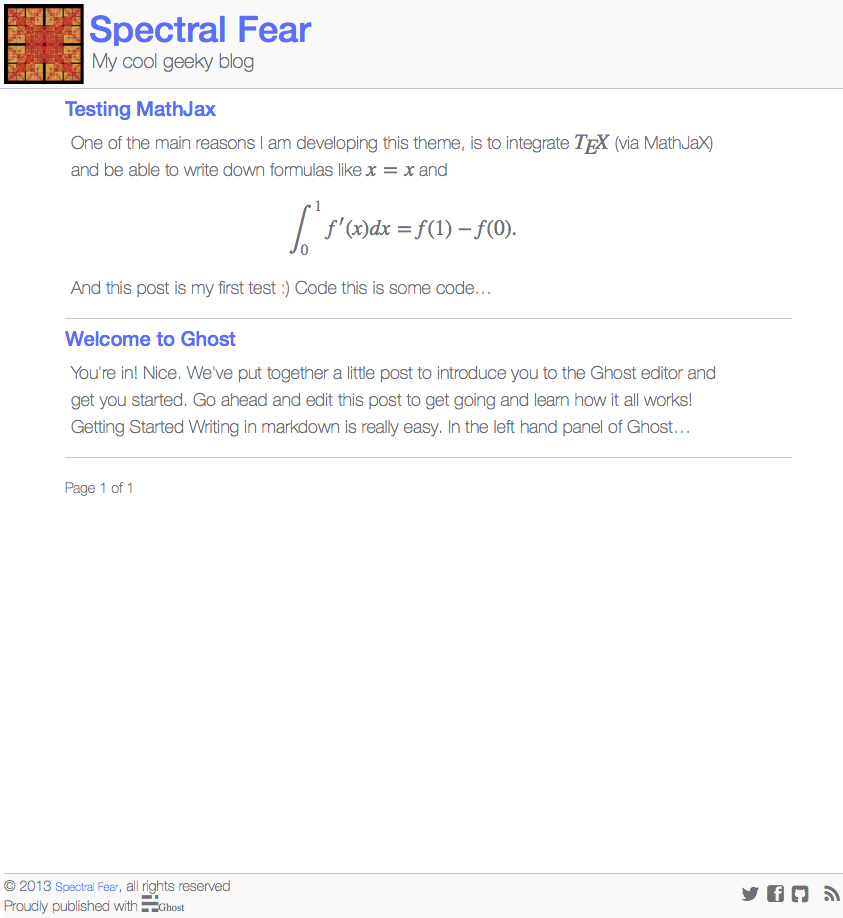 Spectral Fear
My cool geeky blog
Testing MathJax
One of the main reasons I am developing this theme, is to integrate TEX (via MathJaX)
and be able to write down formulas like x = x and
∫₀¹ f′(x)dx = f(1) − f(0).
And this post is my first test :) Code this is some code…
Welcome to Ghost
You're in! Nice. We've put together a little post to introduce you to the Ghost editor and
get you started. Go ahead and edit this post to get going and learn how it all works!
Getting Started Writing in markdown is really easy. In the left hand panel of Ghost…
Page 1 of 1
© 2013 Spectral Fear, all rights reserved
Proudly published with Ghost